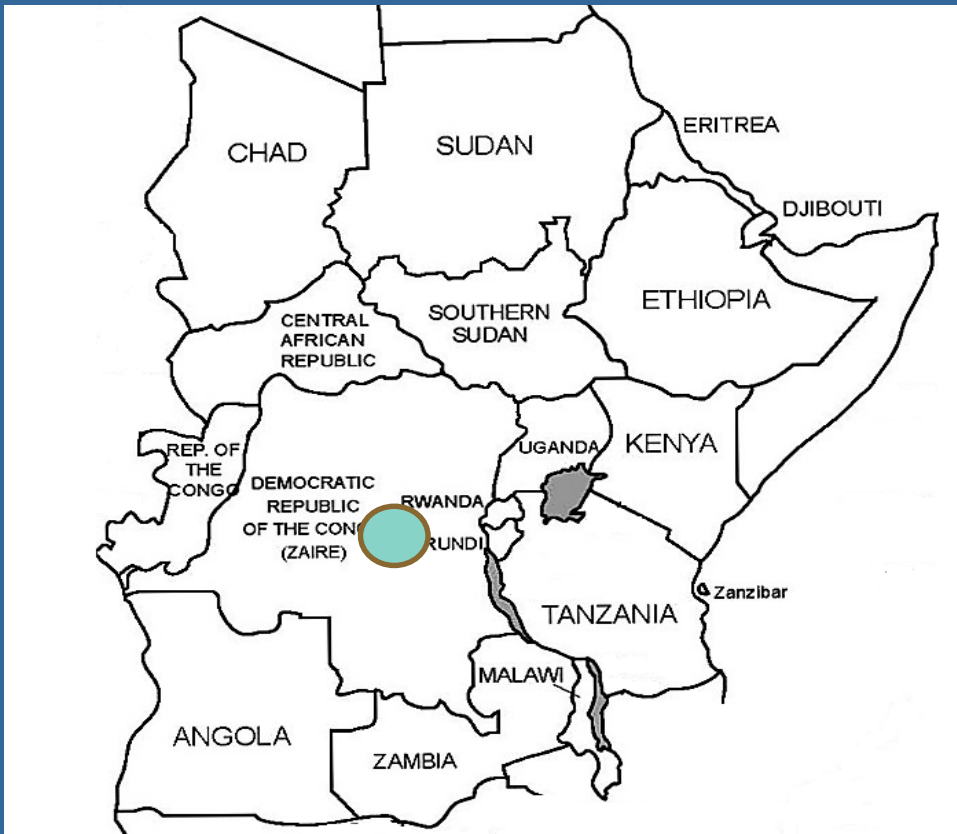 CHAD
SUDAN
ERITREA
DJIBOUTI
ETHIOPIA
CENTRAL
AFRICAN
REPUBLIC
SOUTHERN
SUDAN
REP. OF
THE
CONGO
UGANDA
KENYA
DEMOCRATIC
REPUBLIC
OF THE CONG
(ZAIRE)
RWANDA
RUNDI
TANZANIA
Zanzibar
MALAWI
ANGOLA
ZAMBIA